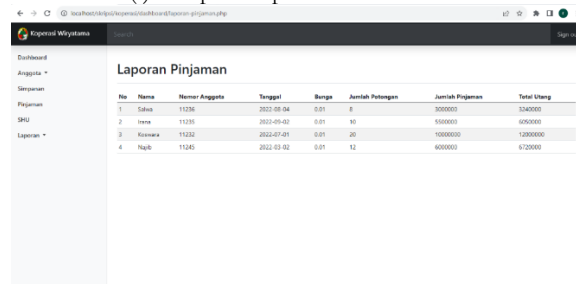 localhost/skripsi/koperasi/dashboard/laporan-pinjaman.php
Koperasi Wiryatama
Search
Sign ou
Dashboard
Anggota
Simpanan
Pinjaman
SHU
Laporan
Laporan Pinjaman
No Nama Nomor Anggota Tanggal Bunga Jumlah Potongan Jumlah Pinjaman Total Utang
1 Salwa 11236 2022-08-04 0.01 8 3000000 3240000
2 Irena 11235 2022-09-02 0.01 10 5500000 6050000
3 Koswara 11232 2022-07-01 0.01 20 10000000 12000000
4 Najib 11245 2022-03-02 0.01 12 6000000 6720000